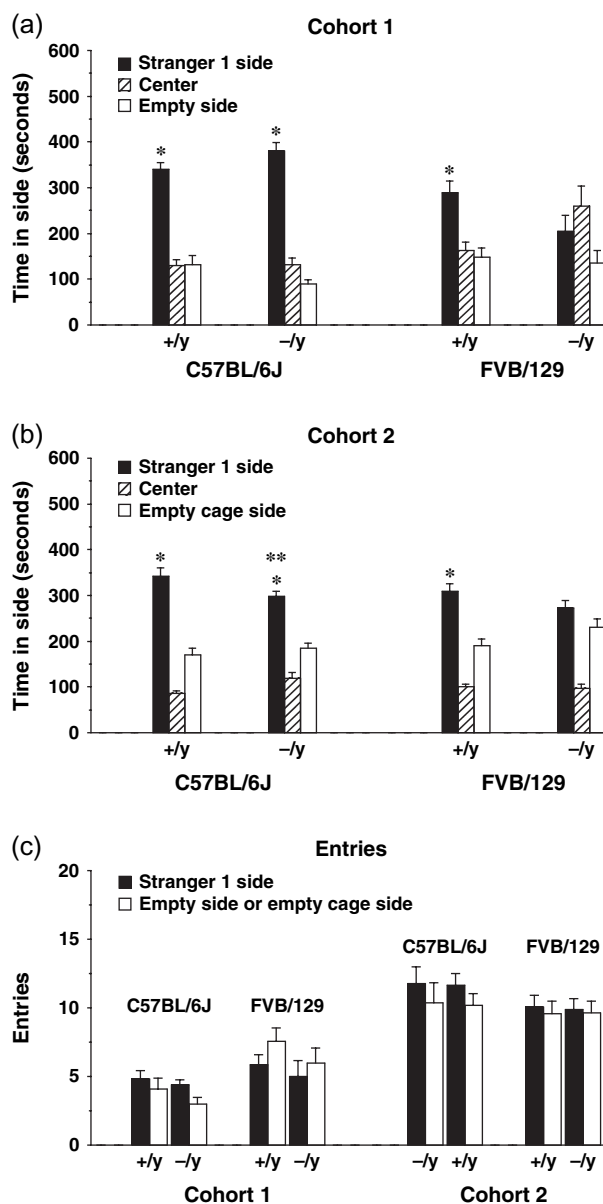 (a)
Cohort 1
600
500
400
300
200
100
0
Time in side (seconds)
Stranger 1 side
Center
Empty side
* * *
+/y −/y +/y −/y
C57BL/6J FVB/129
(b)
Cohort 2
600
500
400
300
200
100
0
Time in side (seconds)
Stranger 1 side
Center
Empty cage side
**
* * *
+/y −/y +/y −/y
C57BL/6J FVB/129
(c)
Entries
20
15
10
5
0
Entries
Stranger 1 side
Empty side or empty cage side
C57BL/6J FVB/129
C57BL/6J FVB/129
+/y −/y +/y −/y −/y +/y +/y −/y
Cohort 1 Cohort 2